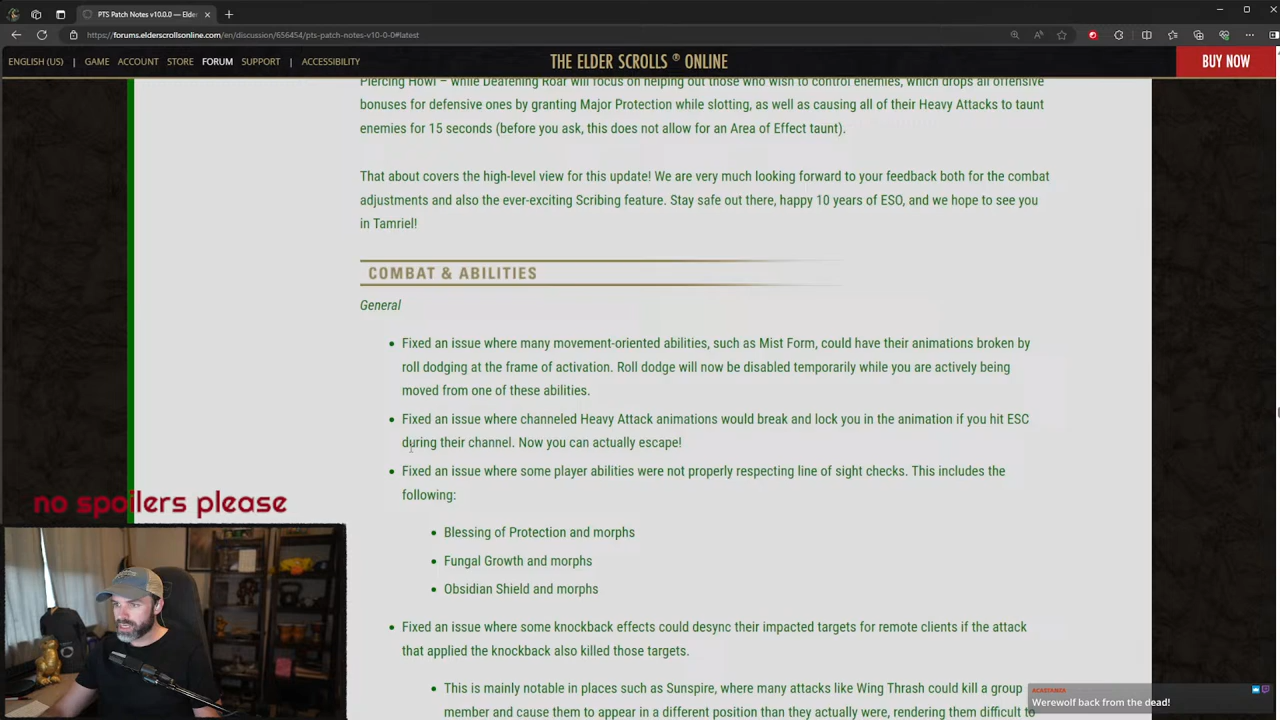 PTS Patch Notes v10.0.0 — Elder
https://forums.elderscrollsonline.com/en/discussion/656454/pts-patch-notes-v10-0-0#latest
ENGLISH (US) | GAME ACCOUNT STORE FORUM SUPPORT | ACCESSIBILITY
THE ELDER SCROLLS ® ONLINE
BUY NOW
Piercing Howl – while Deafening Roar will focus on helping out those who wish to control enemies, which drops all offensive
bonuses for defensive ones by granting Major Protection while slotting, as well as causing all of their Heavy Attacks to taunt
enemies for 15 seconds (before you ask, this does not allow for an Area of Effect taunt).
That about covers the high-level view for this update! We are very much looking forward to your feedback both for the combat
adjustments and also the ever-exciting Scribing feature. Stay safe out there, happy 10 years of ESO, and we hope to see you
in Tamriel!
COMBAT & ABILITIES
General
• Fixed an issue where many movement-oriented abilities, such as Mist Form, could have their animations broken by
roll dodging at the frame of activation. Roll dodge will now be disabled temporarily while you are actively being
moved from one of these abilities.
• Fixed an issue where channeled Heavy Attack animations would break and lock you in the animation if you hit ESC
during their channel. Now you can actually escape!
• Fixed an issue where some player abilities were not properly respecting line of sight checks. This includes the
following:
• Blessing of Protection and morphs
• Fungal Growth and morphs
• Obsidian Shield and morphs
• Fixed an issue where some knockback effects could desync their impacted targets for remote clients if the attack
that applied the knockback also killed those targets.
• This is mainly notable in places such as Sunspire, where many attacks like Wing Thrash could kill a group
member and cause them to appear in a different position than they actually were, rendering them difficult to
no spoilers please
Werewolf back from the dead!